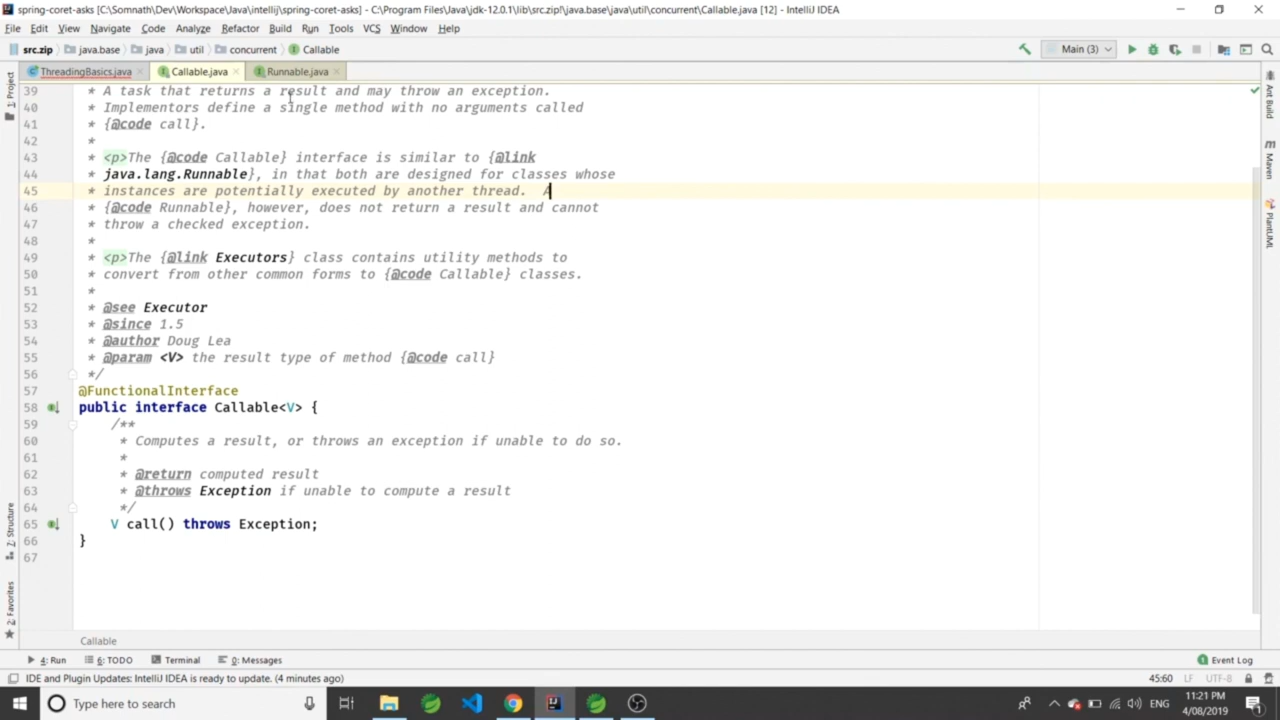 spring-coret-asks [C:\Somnath\Dev\Workspace\Java\intellij\spring-coret-asks] - C:\Program Files\Java\jdk-12.0.1\lib\src.zip!\java.base\java\util\concurrent\Callable.java [12] - IntelliJ IDEA
File Edit View Navigate Code Analyze Refactor Build Run Tools VCS Window Help
src.zip java.base java util concurrent Callable Main (3)
ThreadingBasics.java Callable.java Runnable.java
1: Project
Ant Build
Maven
PlantUML
39 * A task that returns a result and may throw an exception.
40 * Implementors define a single method with no arguments called
41 * {@code call}.
42 *
43 * <p>The {@code Callable} interface is similar to {@link
44 * java.lang.Runnable}, in that both are designed for classes whose
45 * instances are potentially executed by another thread.  A
46 * {@code Runnable}, however, does not return a result and cannot
47 * throw a checked exception.
48 *
49 * <p>The {@link Executors} class contains utility methods to
50 * convert from other common forms to {@code Callable} classes.
51 *
52 * @see Executor
53 * @since 1.5
54 * @author Doug Lea
55 * @param <V> the result type of method {@code call}
56 */
57 @FunctionalInterface
58 public interface Callable<V> {
59 /**
60 * Computes a result, or throws an exception if unable to do so.
61 *
62 * @return computed result
63 * @throws Exception if unable to compute a result
64 */
65 V call() throws Exception;
66 }
67
7: Structure
2: Favorites
Callable
4: Run 6: TODO Terminal 0: Messages Event Log
IDE and Plugin Updates: IntelliJ IDEA is ready to update. (4 minutes ago) 45:60 LF UTF-8
Type here to search ENG 11:21 PM
4/08/2019 1